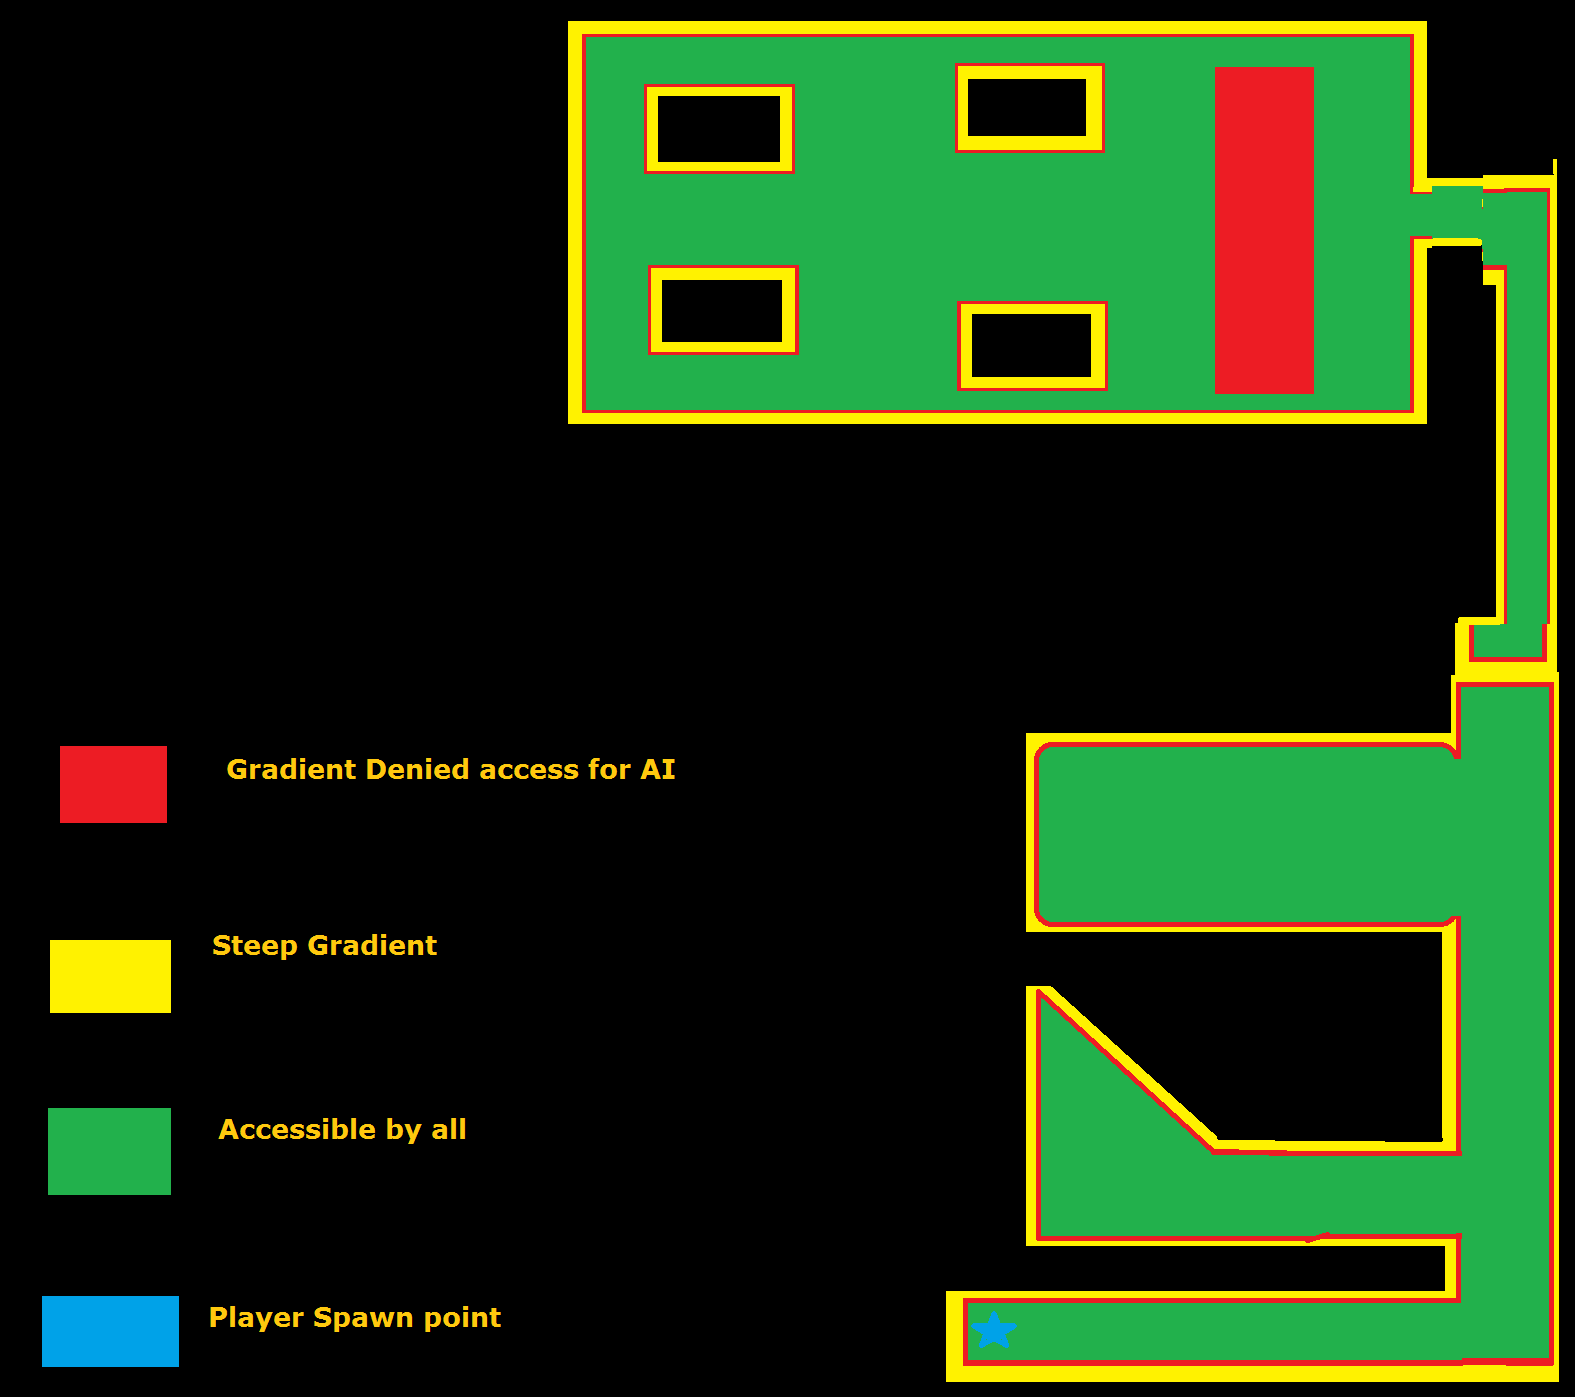 Gradient Denied access for AI
Steep Gradient
Accessible by all
Player Spawn point